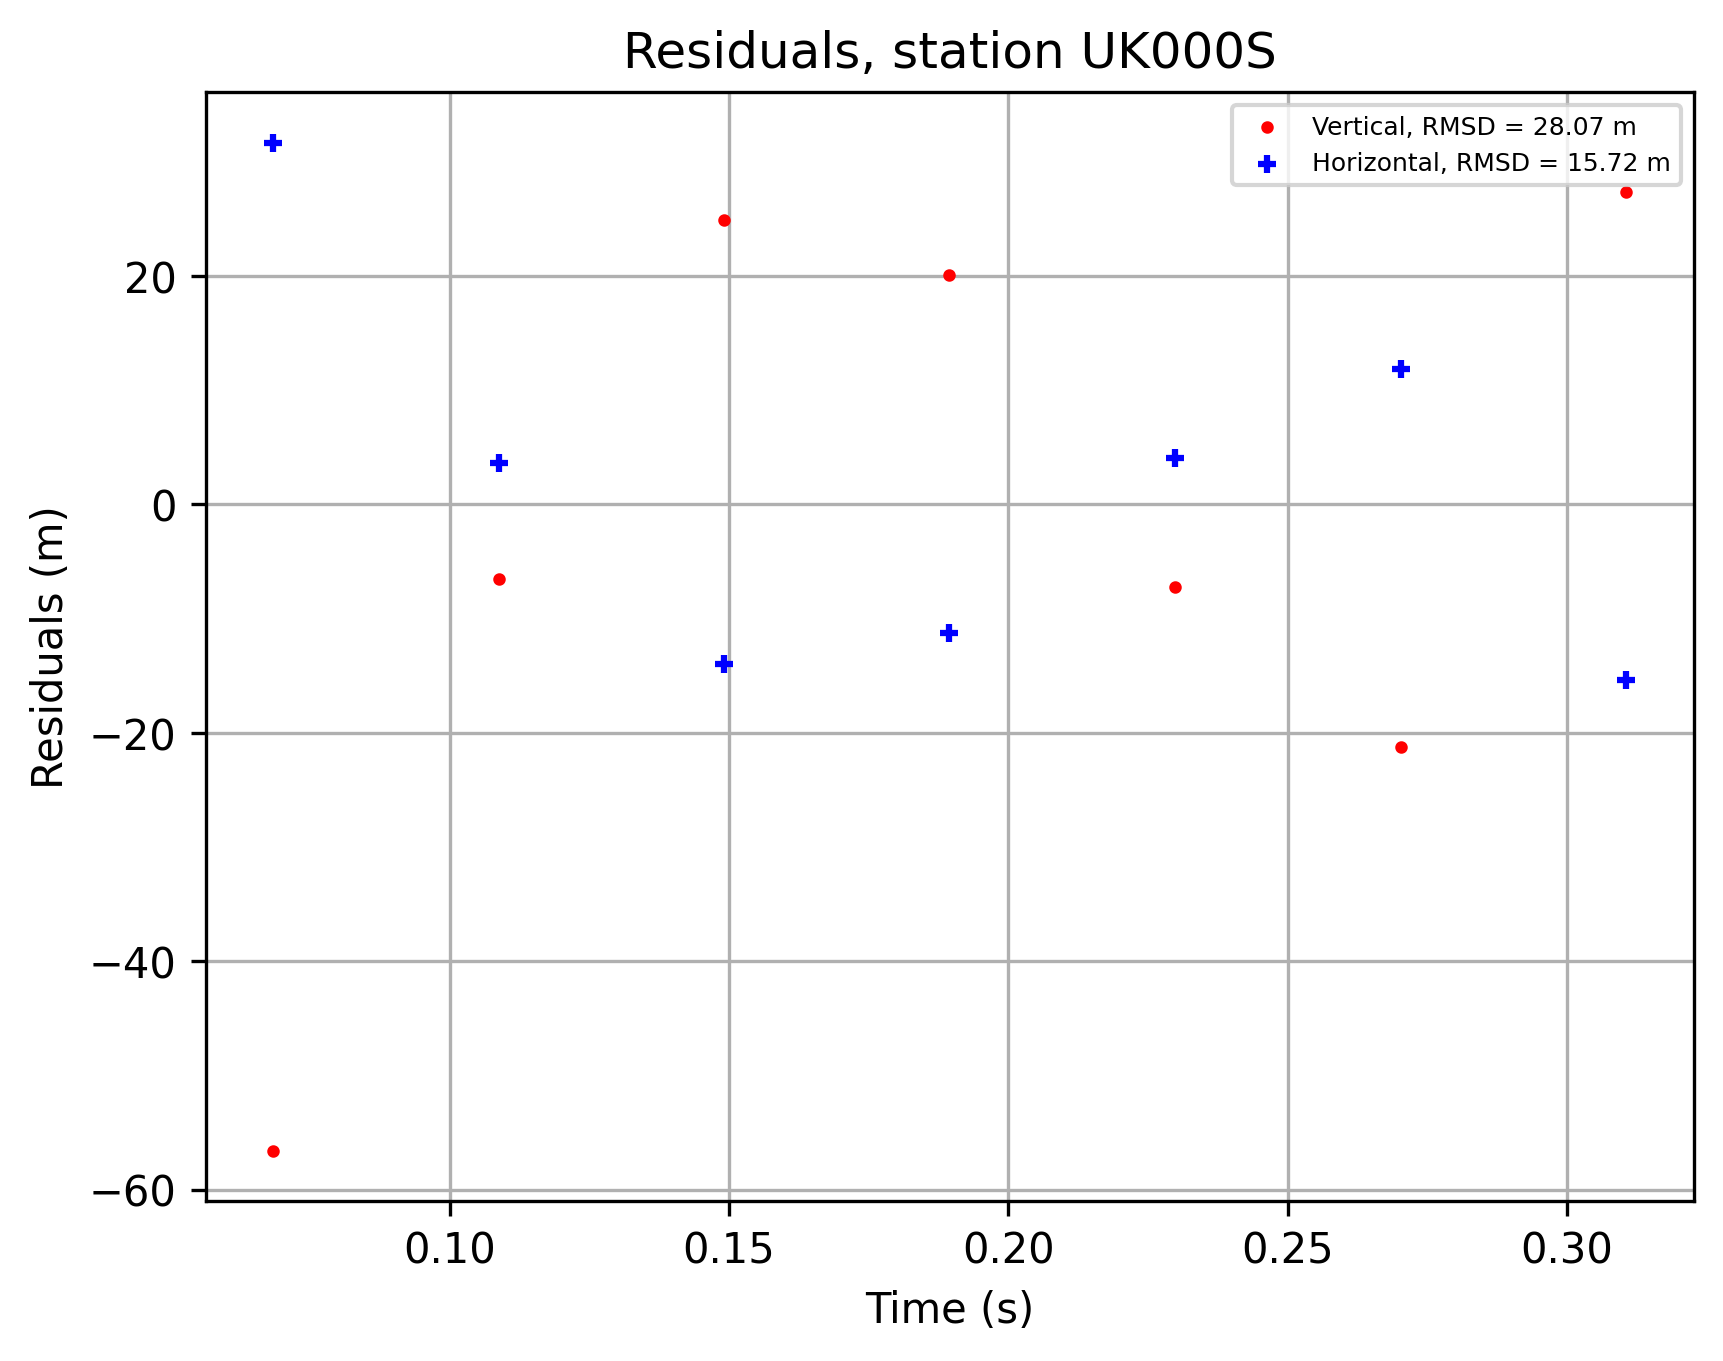 Residuals, station UK000S
Vertical, RMSD = 28.07 m
Horizontal, RMSD = 15.72 m
Residuals (m)
20
0
−20
−40
−60
0.10 0.15 0.20 0.25 0.30
Time (s)